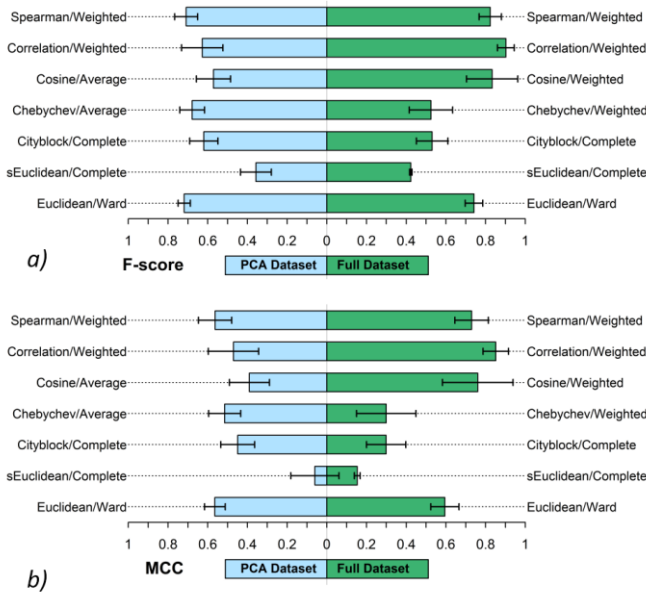 Spearman/Weighted Spearman/Weighted
Correlation/Weighted Correlation/Weighted
Cosine/Average Cosine/Weighted
Chebychev/Average Chebychev/Weighted
Cityblock/Complete Cityblock/Complete
sEuclidean/Complete sEuclidean/Complete
Euclidean/Ward Euclidean/Ward
1 0.8 0.6 0.4 0.2 0 0.2 0.4 0.6 0.8 1
a) F-score PCA Dataset Full Dataset
Spearman/Weighted Spearman/Weighted
Correlation/Weighted Correlation/Weighted
Cosine/Average Cosine/Weighted
Chebychev/Average Chebychev/Weighted
Cityblock/Complete Cityblock/Complete
sEuclidean/Complete sEuclidean/Complete
Euclidean/Ward Euclidean/Ward
1 0.8 0.6 0.4 0.2 0 0.2 0.4 0.6 0.8 1
b) MCC PCA Dataset Full Dataset